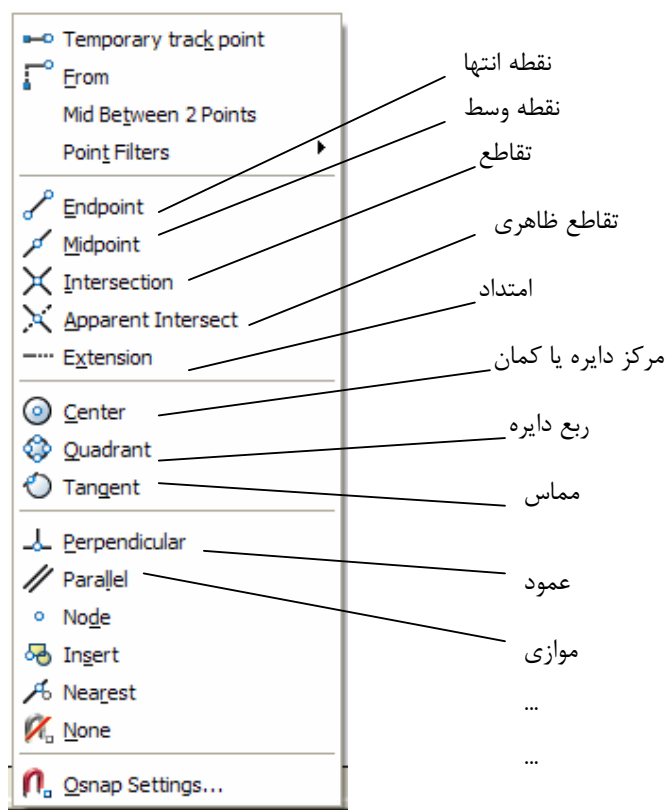 Temporary track point
From
Mid Between 2 Points
Point Filters
Endpoint
Midpoint
Intersection
Apparent Intersect
Extension
Center
Quadrant
Tangent
Perpendicular
Parallel
Node
Insert
Nearest
None
Osnap Settings...
نقطه انتها
نقطه وسط
تقاطع
تقاطع ظاهری
امتداد
مرکز دایره یا کمان
ربع دایره
مماس
عمود
موازی
...
...